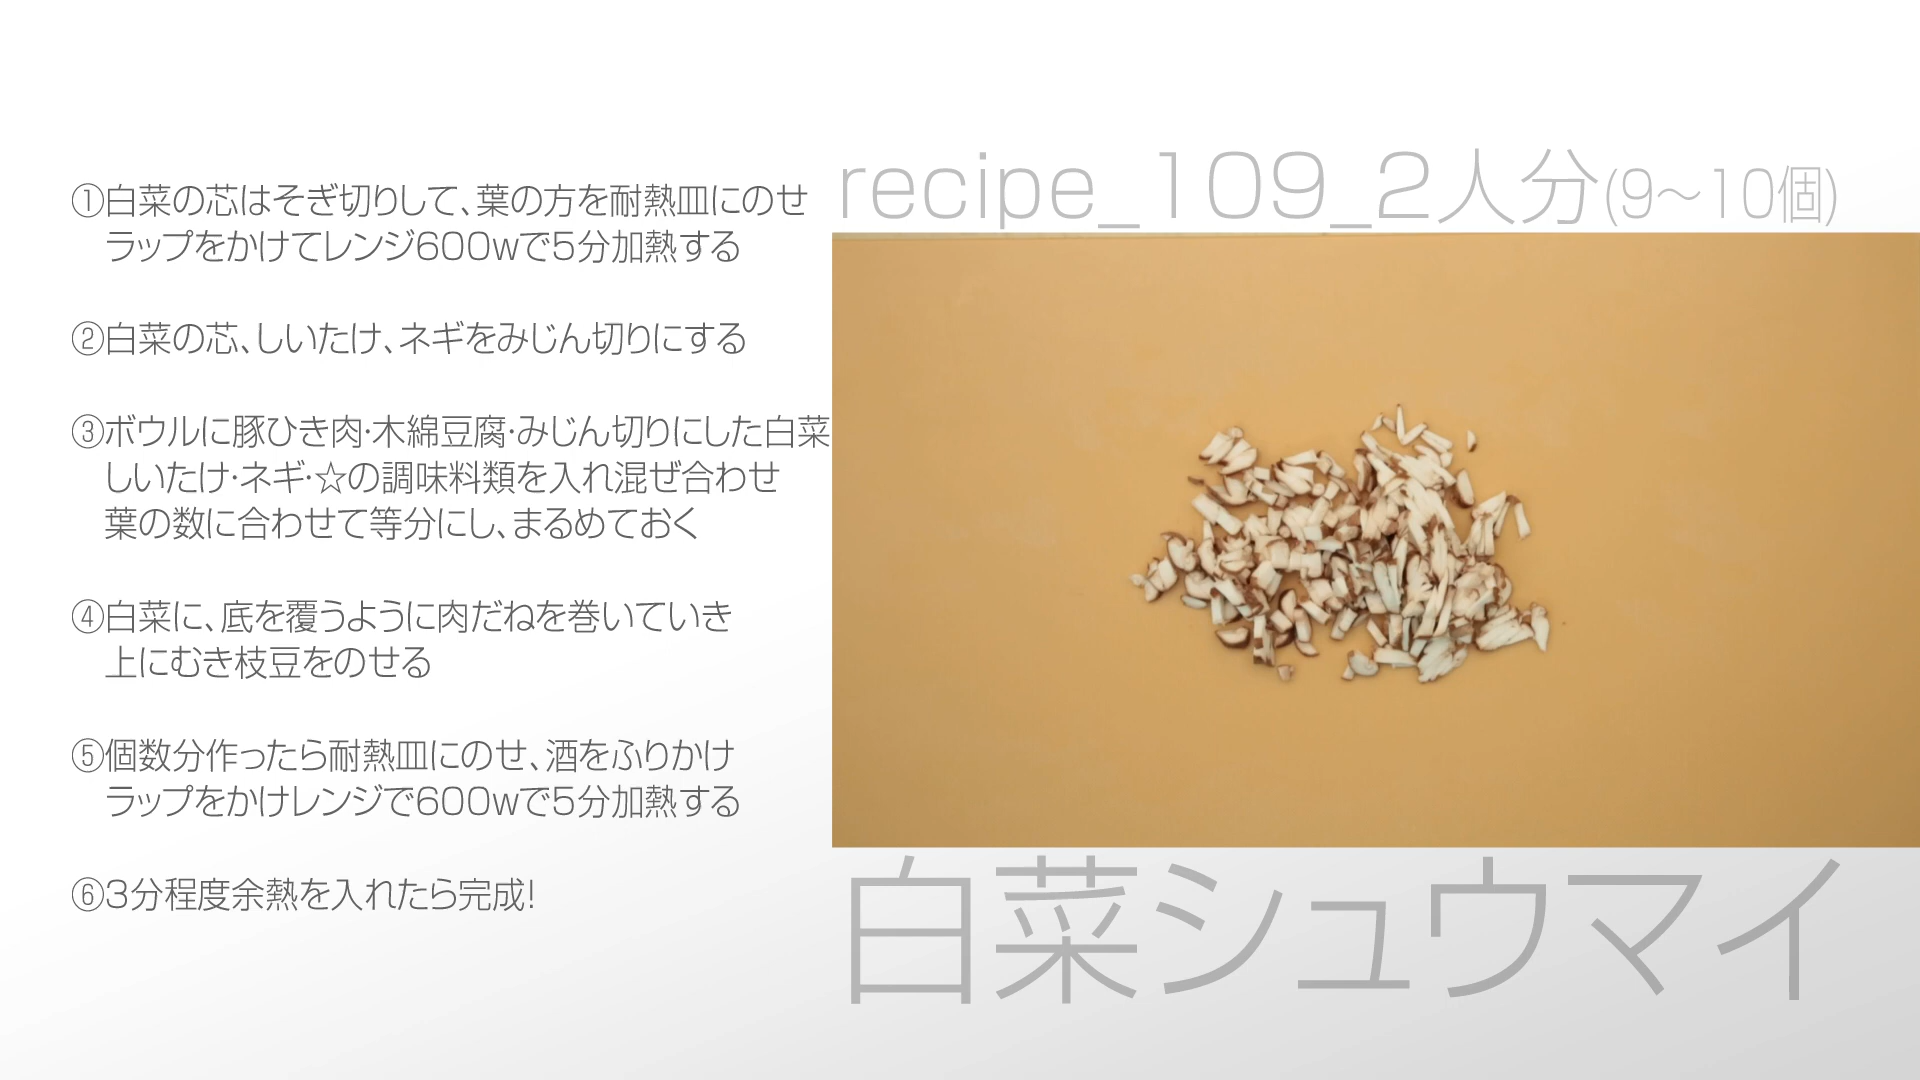 ①白菜の芯はそぎ切りして、葉の方を耐熱皿にのせ
ラップをかけてレンジ600wで5分加熱する
②白菜の芯、しいたけ、ネギをみじん切りにする
③ボウルに豚ひき肉･木綿豆腐･みじん切りにした白菜
しいたけ･ネギ･☆の調味料類を入れ混ぜ合わせ
葉の数に合わせて等分にし、まるめておく
④白菜に、底を覆うように肉だねを巻いていき
上にむき枝豆をのせる
⑤個数分作ったら耐熱皿にのせ、酒をふりかけ
ラップをかけレンジで600wで5分加熱する
⑥3分程度余熱を入れたら完成!
recipe_109_2人分(9〜10個)
白菜シュウマイ